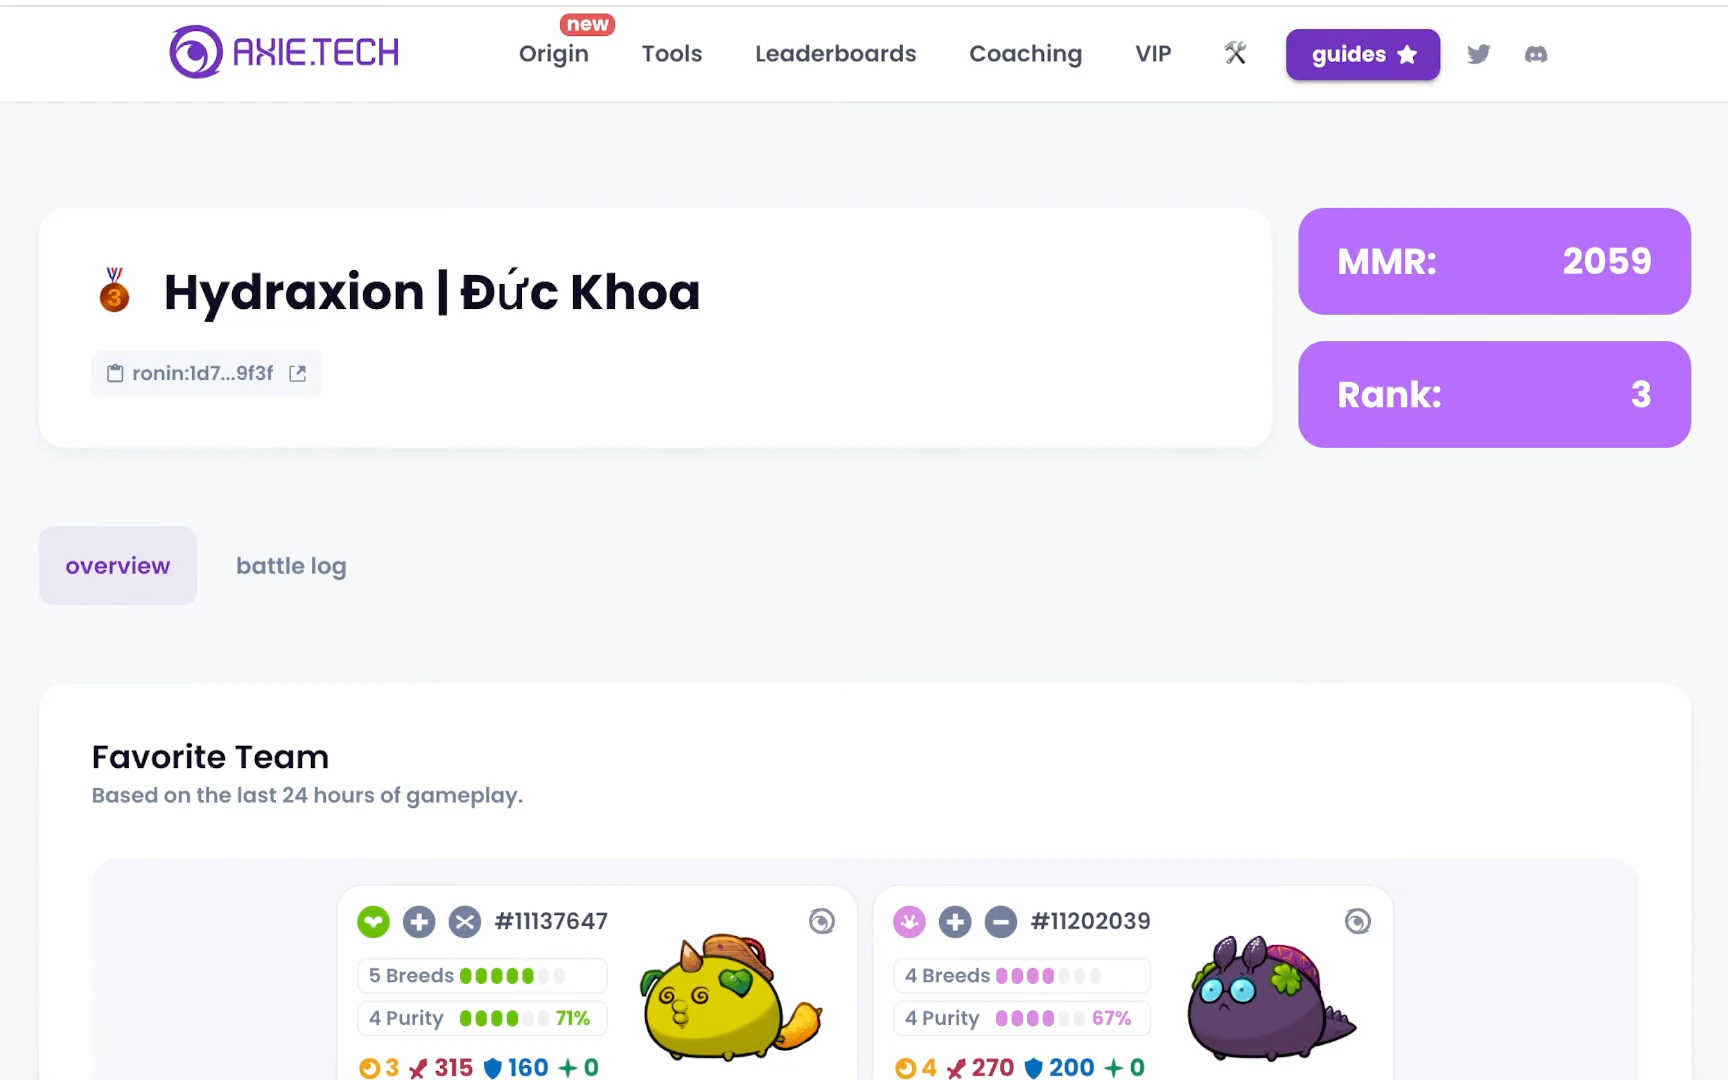 AXIE.TECH
Origin
new
Tools
Leaderboards
Coaching
VIP
guides
3
Hydraxion | Đức Khoa
ronin:1d7...9f3f
MMR: 2059
Rank: 3
overview
battle log
Favorite Team
Based on the last 24 hours of gameplay.
#11137647
5 Breeds
4 Purity 71%
3 315 160 0
#11202039
4 Breeds
4 Purity 67%
4 270 200 0